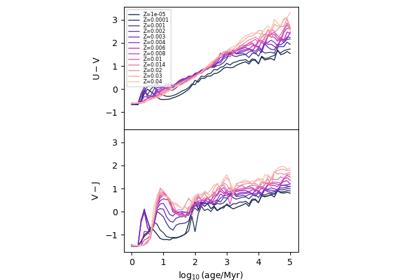 3
2
1
0
−1
U − V
Z=1e-05
Z=0.0001
Z=0.001
Z=0.002
Z=0.003
Z=0.004
Z=0.006
Z=0.008
Z=0.01
Z=0.014
Z=0.02
Z=0.03
Z=0.04
3
2
1
0
−1
V − J
0
1
2
3
4
5
log₁₀(age/Myr)